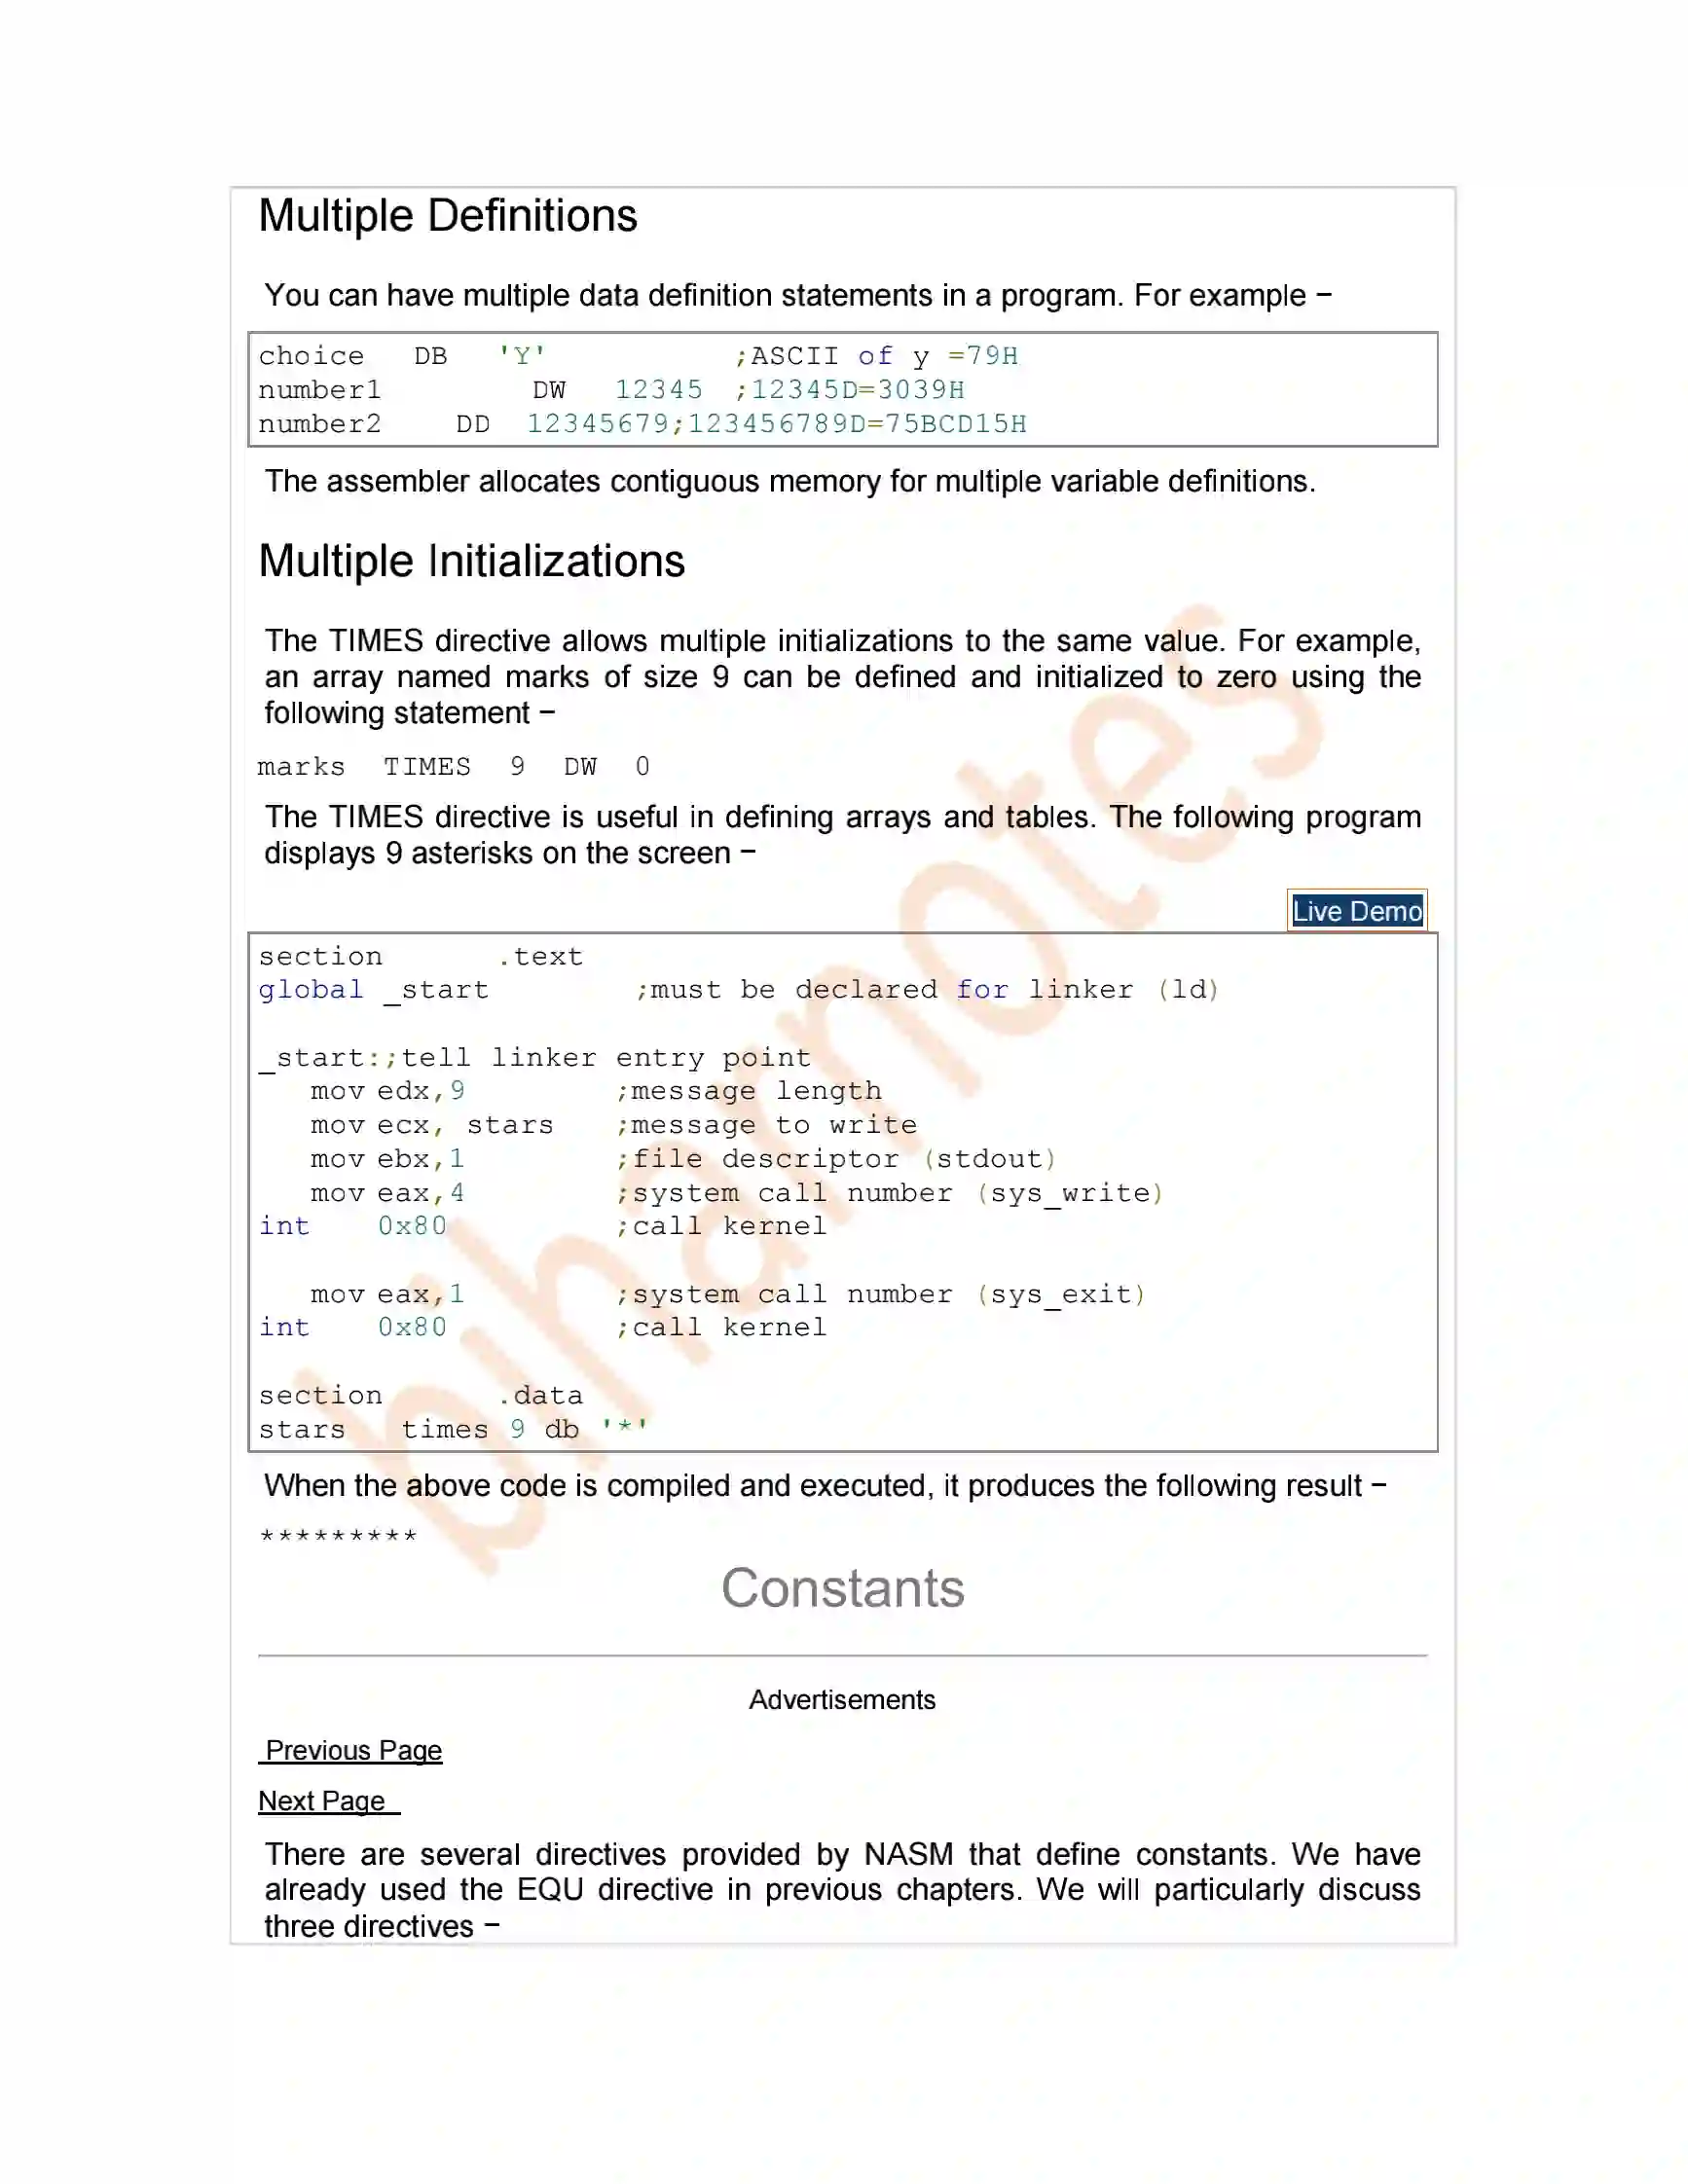 Multiple Definitions
You can have multiple data definition statements in a program. For example −
choice DB 'Y' ;ASCII of y =79H
number1 DW 12345 ;12345D=3039H
number2 DD 12345679;123456789D=75BCD15H
The assembler allocates contiguous memory for multiple variable definitions.
Multiple Initializations
The TIMES directive allows multiple initializations to the same value. For example,
an array named marks of size 9 can be defined and initialized to zero using the
following statement −
marks TIMES 9 DW 0
The TIMES directive is useful in defining arrays and tables. The following program
displays 9 asterisks on the screen −
Live Demo
section .text
global _start ;must be declared for linker (ld)
_start:;tell linker entry point
mov edx,9 ;message length
mov ecx, stars ;message to write
mov ebx,1 ;file descriptor (stdout)
mov eax,4 ;system call number (sys_write)
int 0x80 ;call kernel
mov eax,1 ;system call number (sys_exit)
int 0x80 ;call kernel
section .data
stars times 9 db '*'
When the above code is compiled and executed, it produces the following result −
*********
Constants
Advertisements
Previous Page
Next Page
There are several directives provided by NASM that define constants. We have
already used the EQU directive in previous chapters. We will particularly discuss
three directives −
biharnotes